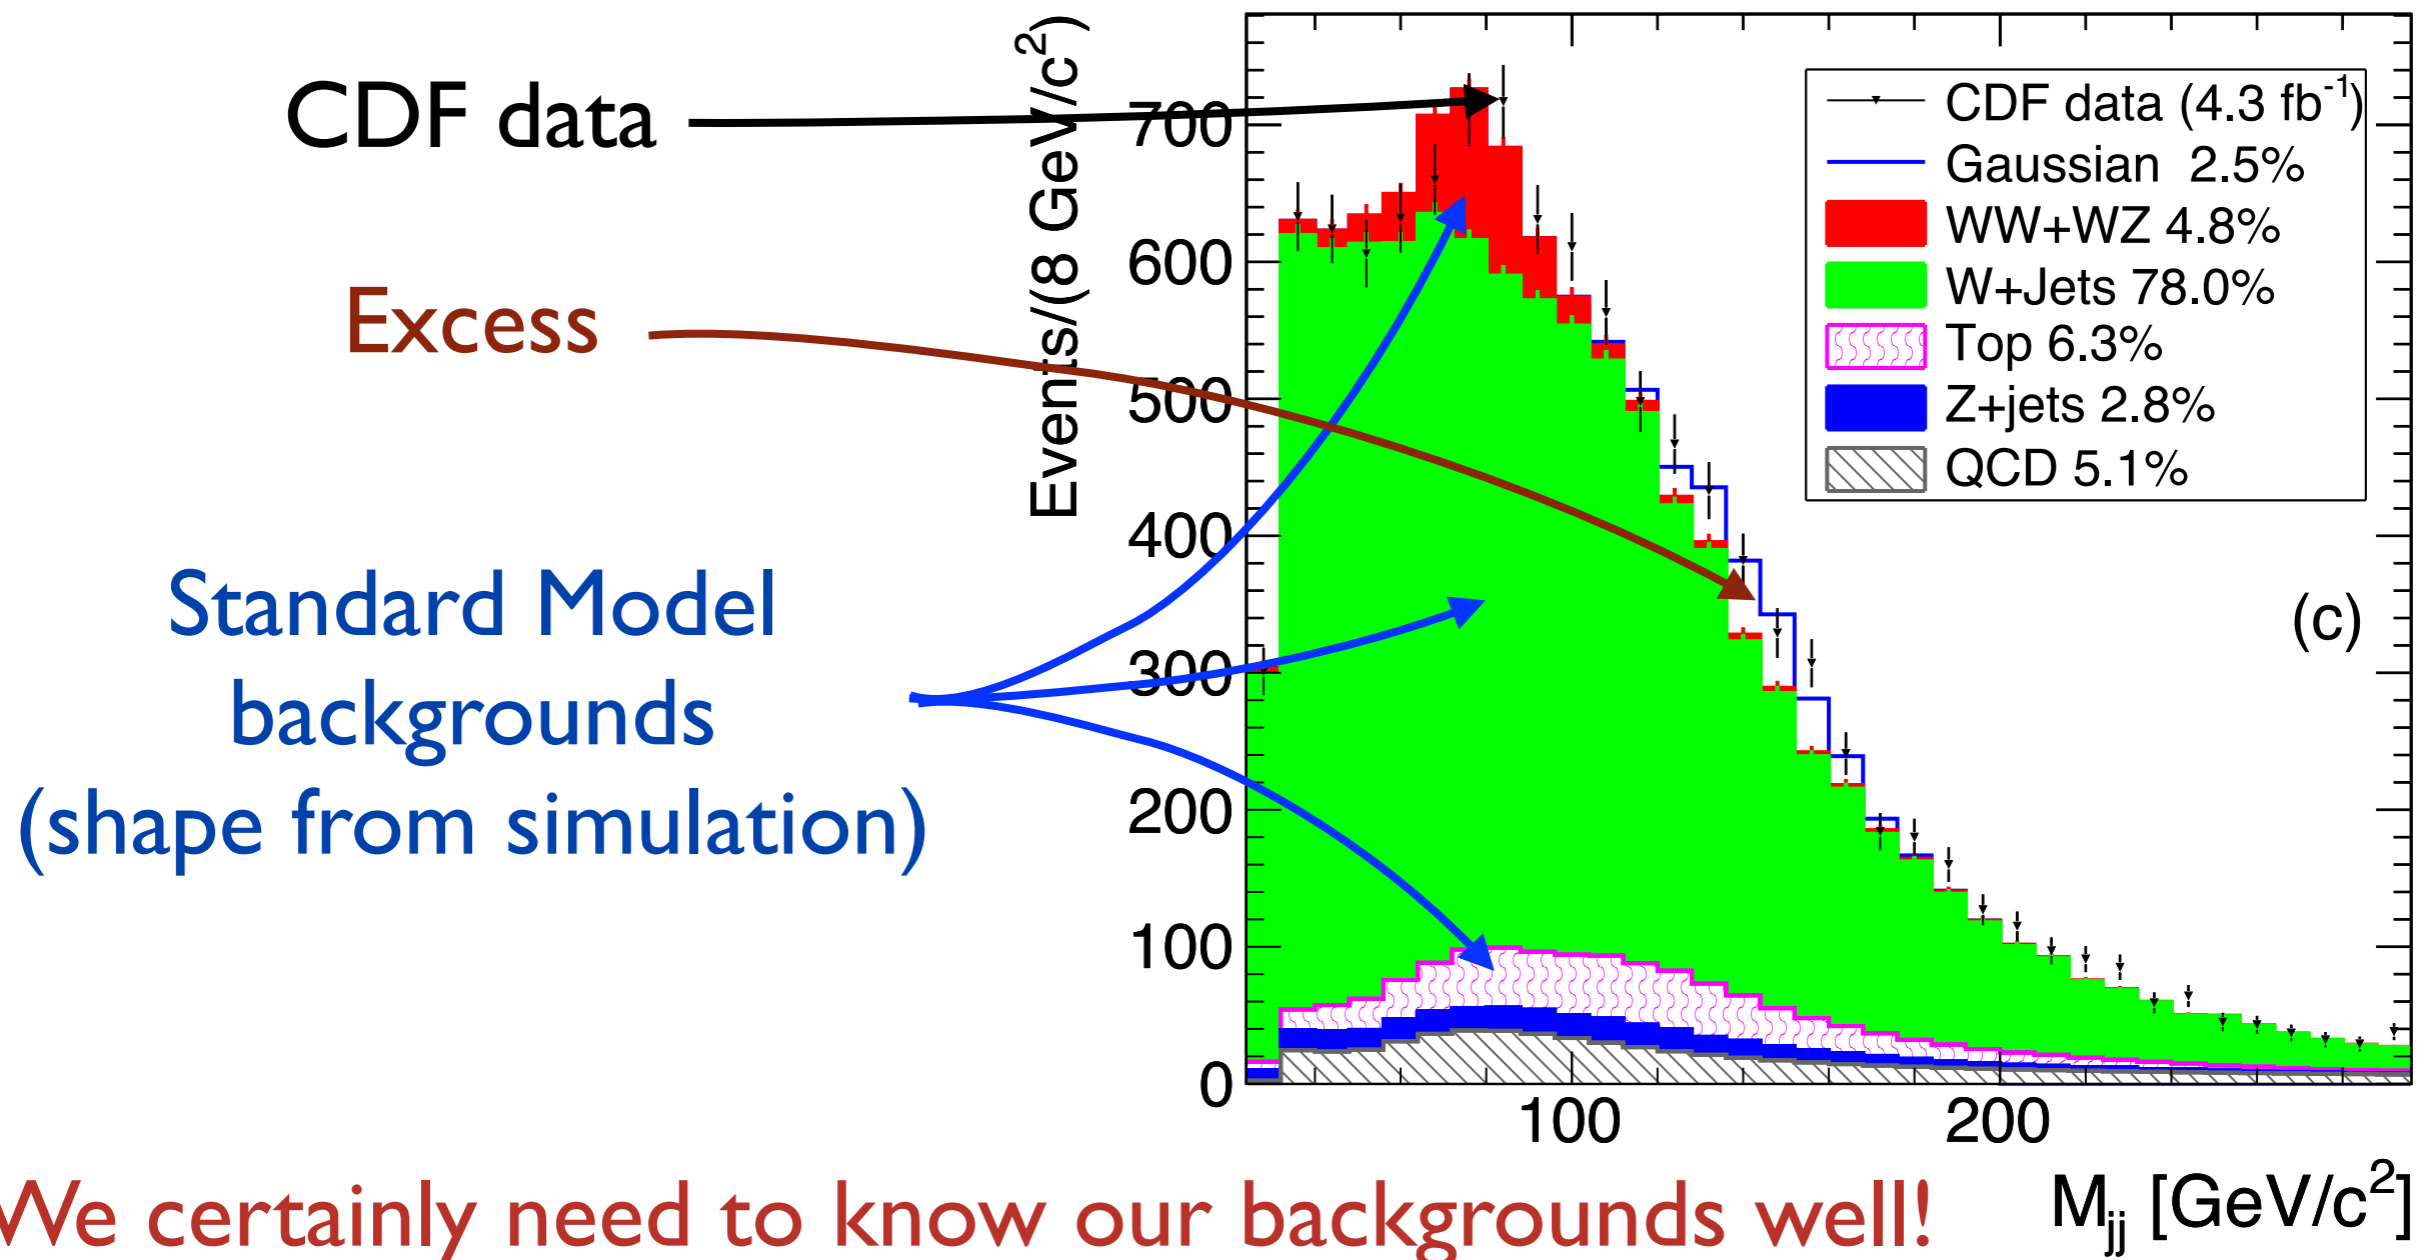 CDF data
Excess
Standard Model
backgrounds
(shape from simulation)
Events/(8 GeV/c²)
700
600
500
400
300
200
100
0
100
200
M_jj [GeV/c²]
CDF data (4.3 fb⁻¹)
Gaussian 2.5%
WW+WZ 4.8%
W+Jets 78.0%
Top 6.3%
Z+jets 2.8%
QCD 5.1%
(c)
We certainly need to know our backgrounds well!